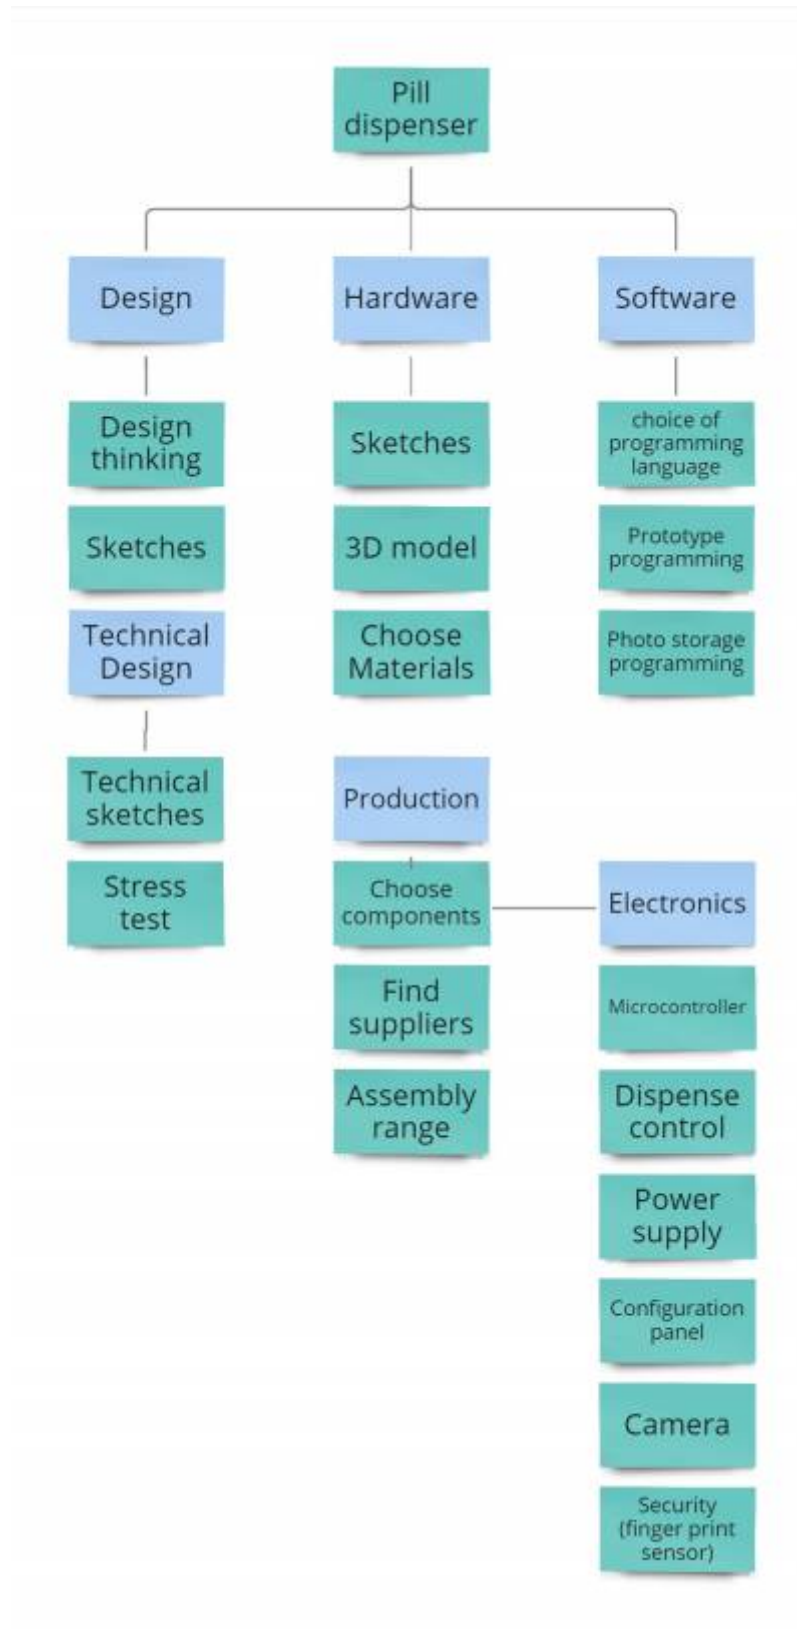 Pill
dispenser
Design
Hardware
Software
Design
thinking
Sketches
choice of
programming
language
Sketches
3D model
Prototype
programming
Technical
Design
Choose
Materials
Photo storage
programming
Technical
sketches
Production
Stress
test
Choose
components
Electronics
Find
suppliers
Microcontroller
Assembly
range
Dispense
control
Power
supply
Configuration
panel
Camera
Security
(finger print
sensor)